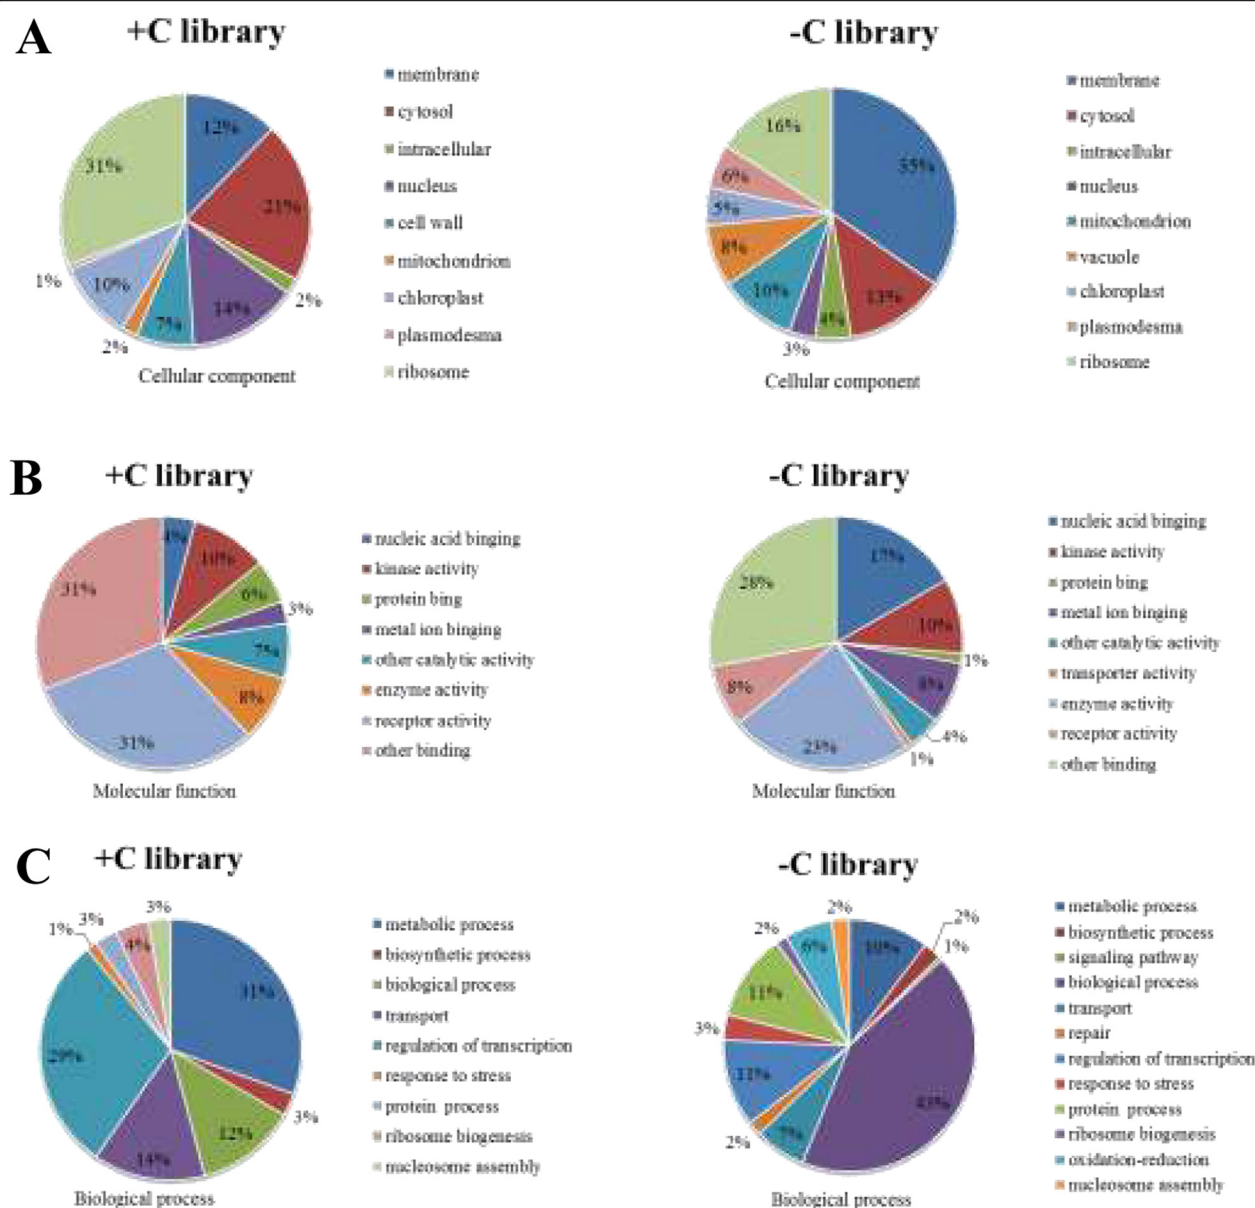 A
+C library
-C library
12%
21%
2%
14%
7%
2%
10%
1%
31%
Cellular component
membrane
cytosol
intracellular
nucleus
cell wall
mitochondrion
chloroplast
plasmodesma
ribosome
35%
13%
4%
3%
10%
8%
5%
6%
16%
Cellular component
membrane
cytosol
intracellular
nucleus
mitochondrion
vacuole
chloroplast
plasmodesma
ribosome
B
+C library
-C library
4%
10%
6%
3%
7%
8%
31%
31%
Molecular function
nucleic acid binging
kinase activity
protein bing
metal ion binging
other catalytic activity
enzyme activity
receptor activity
other binding
17%
10%
1%
8%
4%
1%
23%
8%
28%
Molecular function
nucleic acid binging
kinase activity
protein bing
metal ion binging
other catalytic activity
transporter activity
enzyme activity
receptor activity
other binding
C
+C library
-C library
31%
3%
12%
14%
29%
1%
3%
4%
3%
Biological process
metabolic process
biosynthetic process
biological process
transport
regulation of transcription
response to stress
protein process
ribosome biogenesis
nucleosome assembly
10%
2%
1%
43%
7%
2%
11%
3%
11%
2%
6%
2%
Biological process
metabolic process
biosynthetic process
signaling pathway
biological process
transport
repair
regulation of transcription
response to stress
protein process
ribosome biogenesis
oxidation-reduction
nucleosome assembly